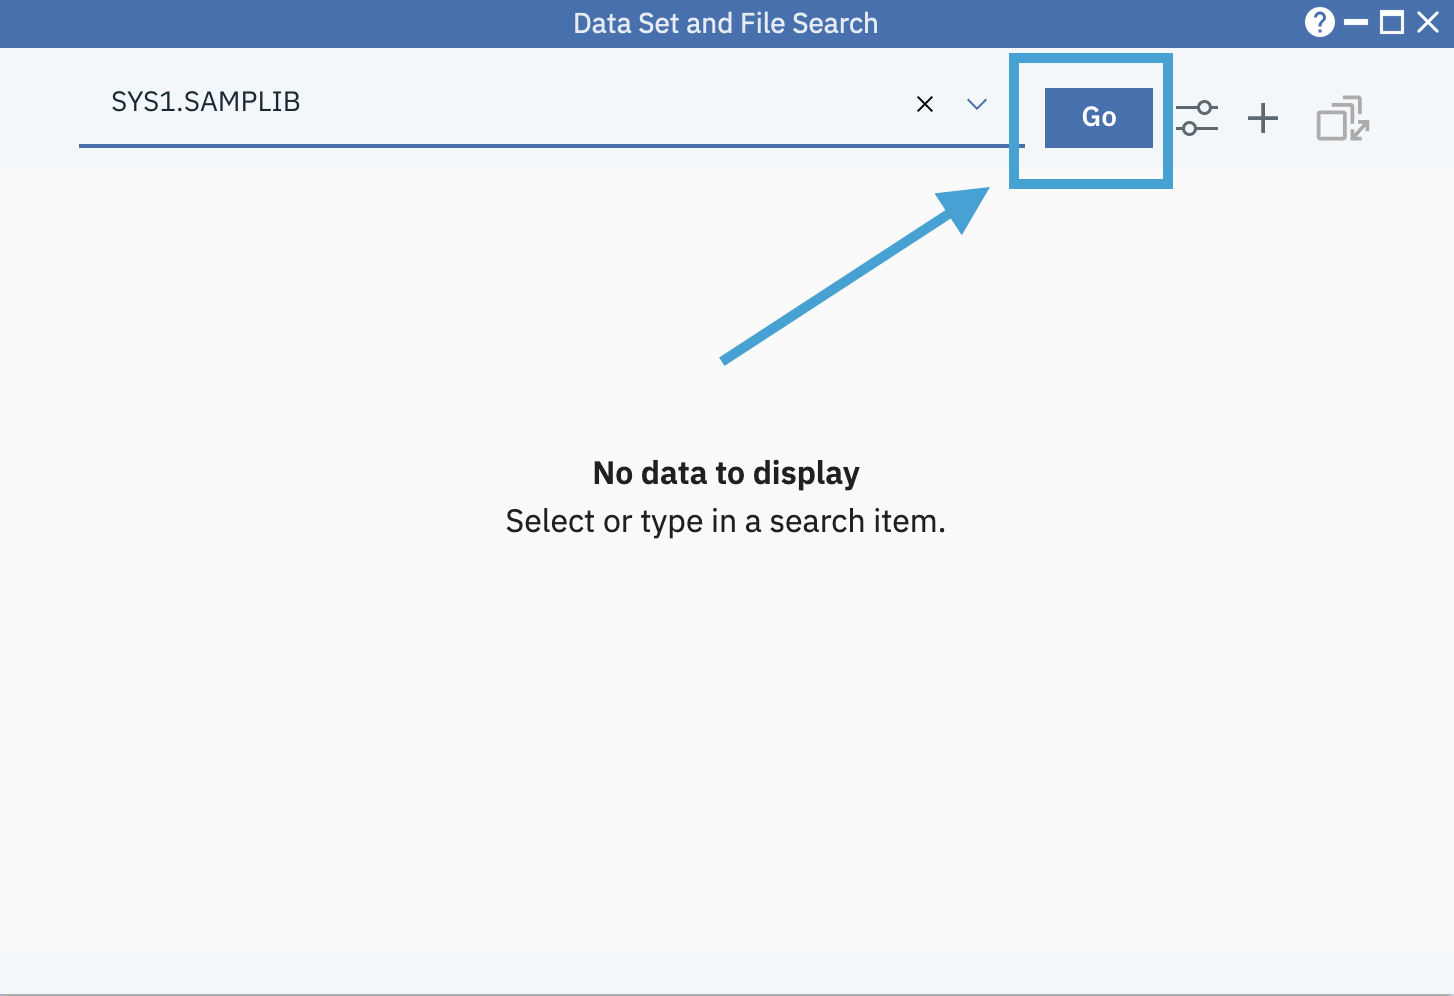 Data Set and File Search
SYS1.SAMPLIB
Go
No data to display
Select or type in a search item.